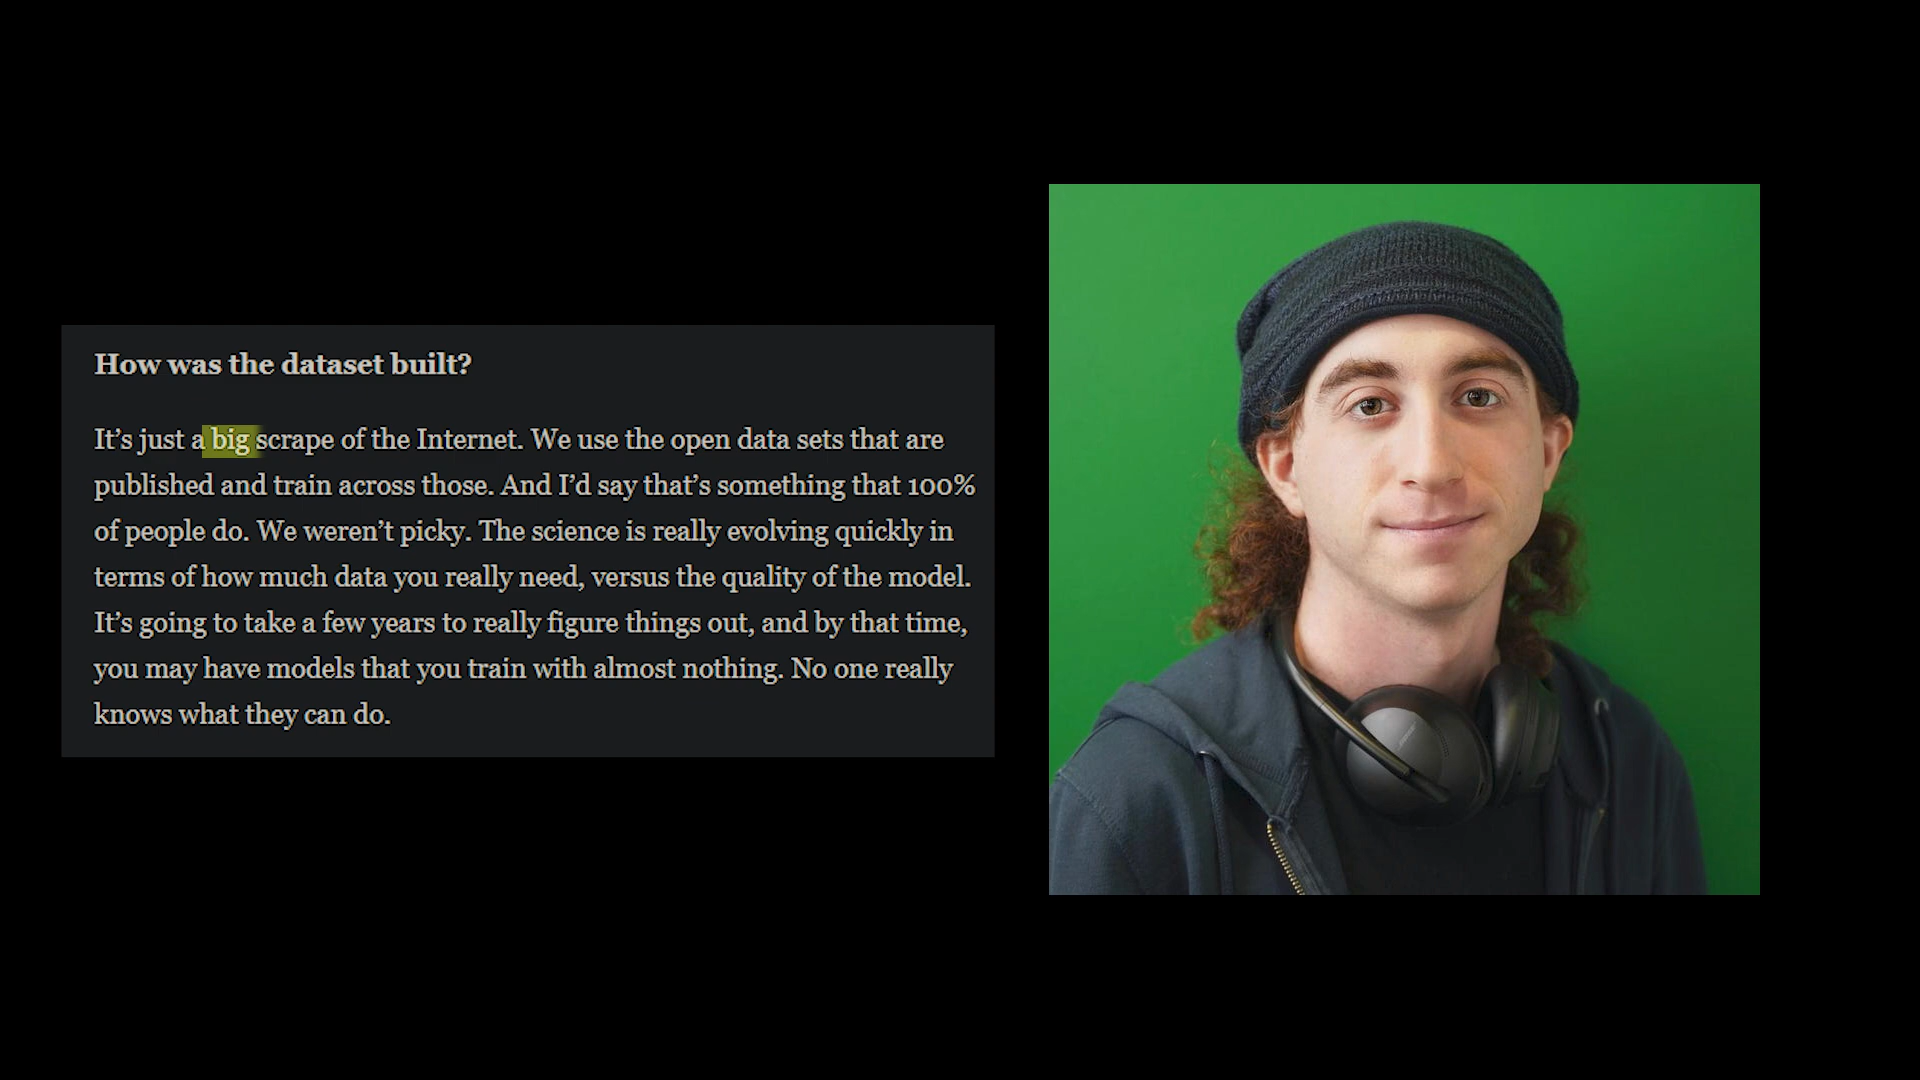 How was the dataset built?
It’s just a big scrape of the Internet. We use the open data sets that are
published and train across those. And I’d say that’s something that 100%
of people do. We weren’t picky. The science is really evolving quickly in
terms of how much data you really need, versus the quality of the model.
It’s going to take a few years to really figure things out, and by that time,
you may have models that you train with almost nothing. No one really
knows what they can do.